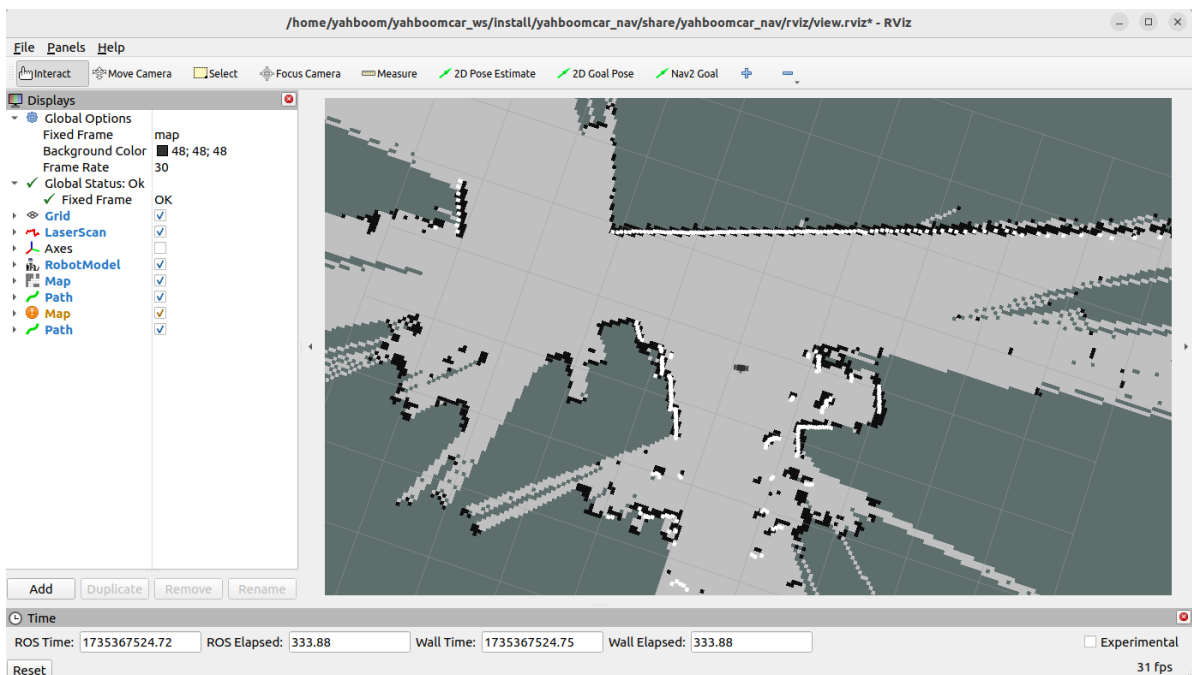 /home/yahboom/yahboomcar_ws/install/yahboomcar_nav/share/yahboomcar_nav/rviz/view.rviz* - RViz
File Panels Help
Interact Move Camera Select Focus Camera Measure 2D Pose Estimate 2D Goal Pose Nav2 Goal
Displays
Global Options
Fixed Frame map
Background Color 48; 48; 48
Frame Rate 30
Global Status: Ok
Fixed Frame OK
Grid
LaserScan
Axes
RobotModel
Map
Path
Map
Path
Add Duplicate Remove Rename
Time
ROS Time: 1735367524.72 ROS Elapsed: 333.88 Wall Time: 1735367524.75 Wall Elapsed: 333.88 Experimental
Reset 31 fps